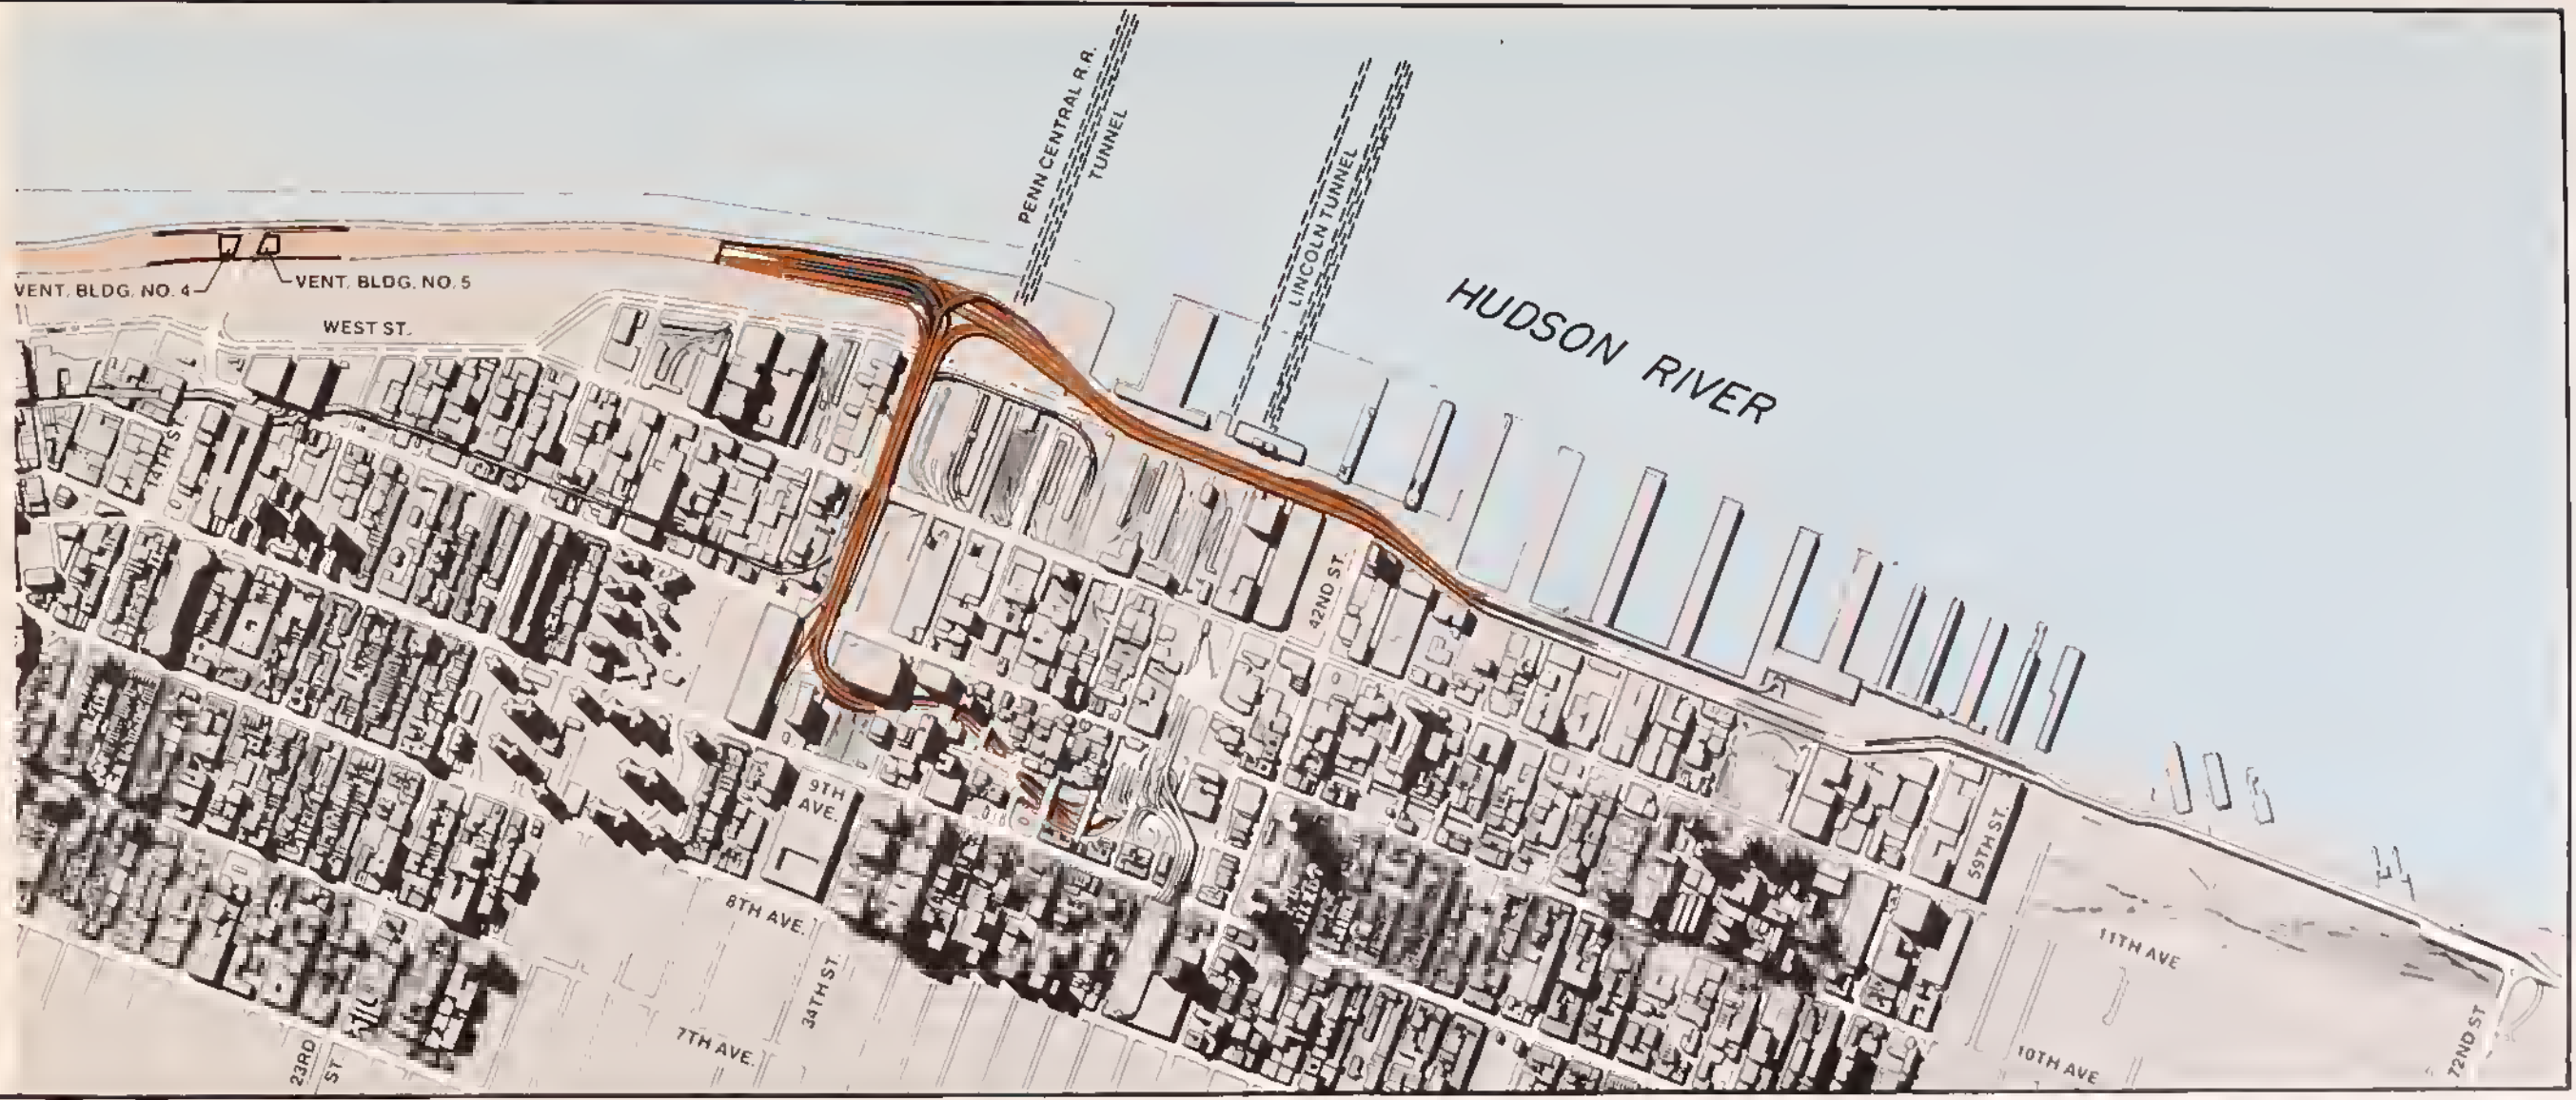 PENN CENTRAL R.R.
TUNNEL
LINCOLN TUNNEL
HUDSON RIVER
VENT. BLDG. NO. 4
VENT. BLDG. NO. 5
WEST ST.
14TH ST
42ND ST.
9TH
AVE.
59TH ST.
8TH AVE.
34TH ST.
11TH AVE
7TH AVE.
23RD
ST
10TH AVE
72ND ST